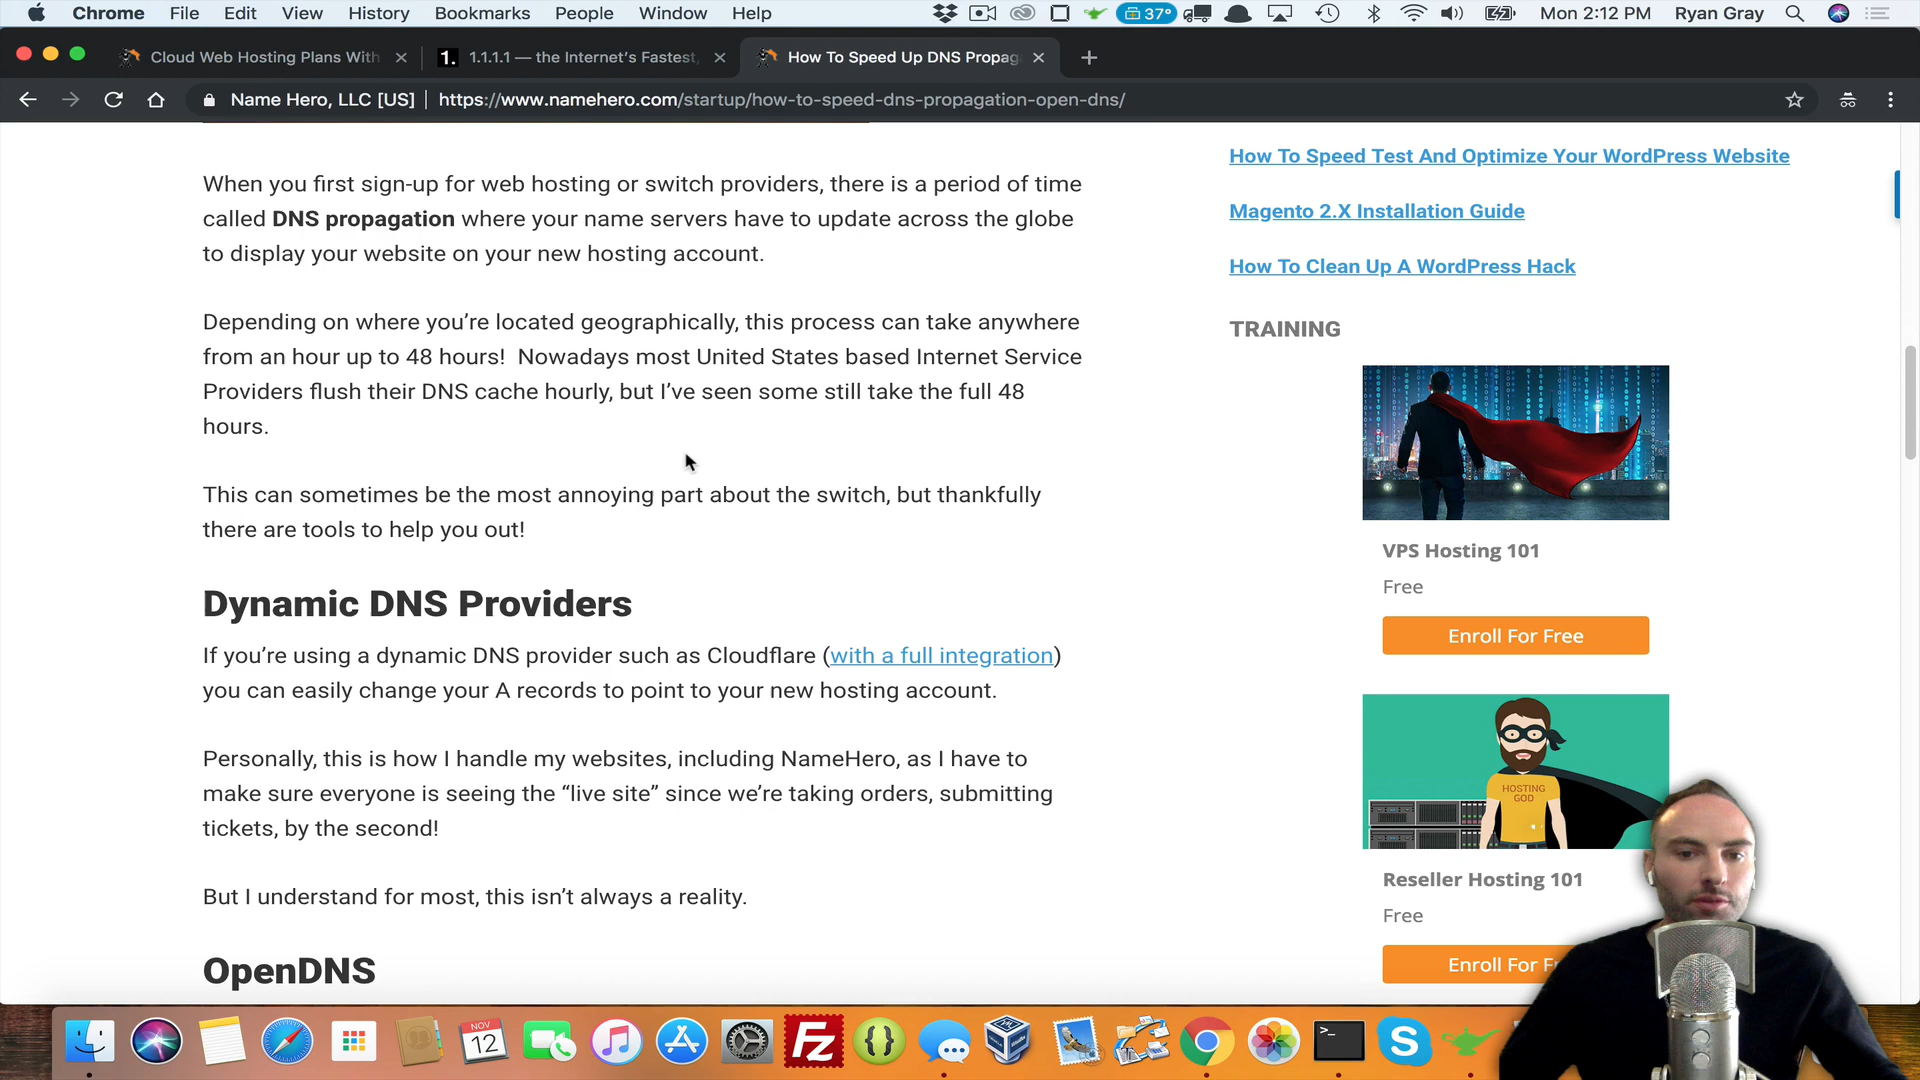 Chrome File Edit View History Bookmarks People Window Help 37° Mon 2:12 PM Ryan Gray
Cloud Web Hosting Plans With
1. 1.1.1.1 — the Internet's Fastest,
How To Speed Up DNS Propag
Name Hero, LLC [US] | https://www.namehero.com/startup/how-to-speed-dns-propagation-open-dns/
When you first sign-up for web hosting or switch providers, there is a period of time
called DNS propagation where your name servers have to update across the globe
to display your website on your new hosting account.
Depending on where you're located geographically, this process can take anywhere
from an hour up to 48 hours!  Nowadays most United States based Internet Service
Providers flush their DNS cache hourly, but I've seen some still take the full 48
hours.
This can sometimes be the most annoying part about the switch, but thankfully
there are tools to help you out!
Dynamic DNS Providers
If you're using a dynamic DNS provider such as Cloudflare (with a full integration)
you can easily change your A records to point to your new hosting account.
Personally, this is how I handle my websites, including NameHero, as I have to
make sure everyone is seeing the “live site” since we're taking orders, submitting
tickets, by the second!
But I understand for most, this isn't always a reality.
OpenDNS
How To Speed Test And Optimize Your WordPress Website
Magento 2.X Installation Guide
How To Clean Up A WordPress Hack
TRAINING
VPS Hosting 101
Free
Enroll For Free
HOSTING
GOD
Reseller Hosting 101
Free
Enroll For F
NOV
12
Fz